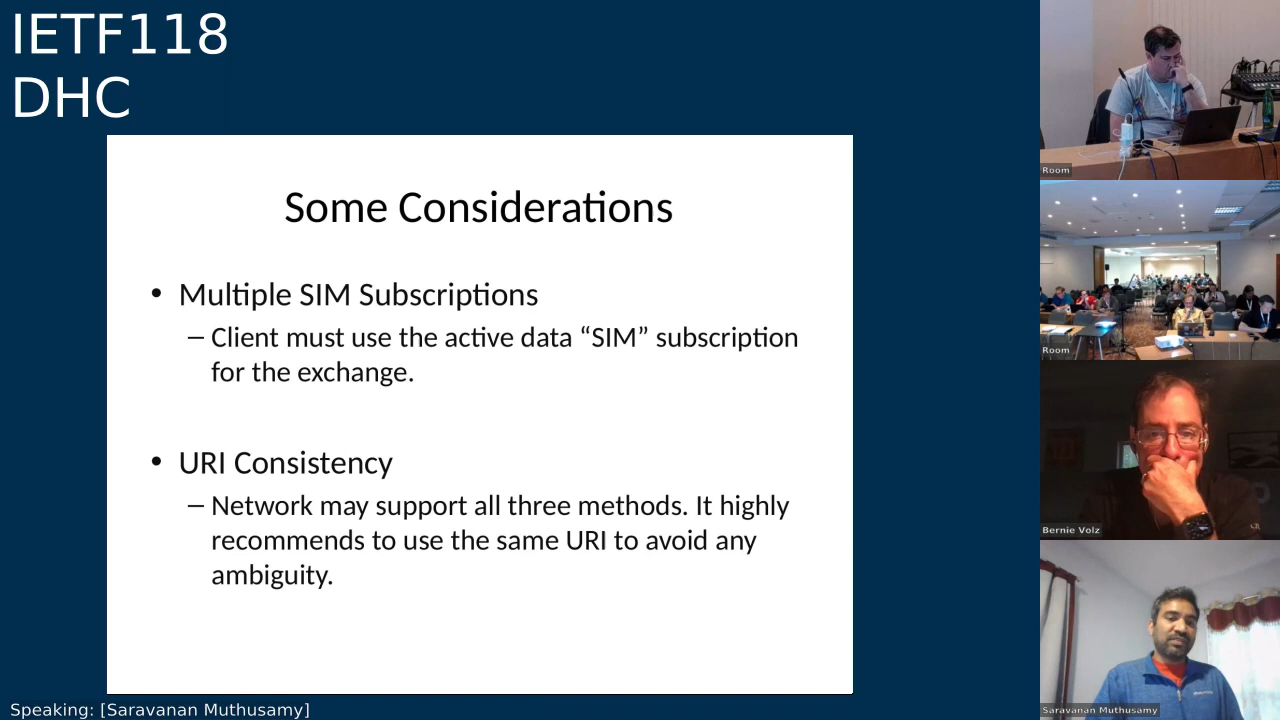 IETF118
DHC
Some Considerations
• Multiple SIM Subscriptions
– Client must use the active data “SIM” subscription
for the exchange.
• URI Consistency
– Network may support all three methods. It highly
recommends to use the same URI to avoid any
ambiguity.
Speaking: [Saravanan Muthusamy]
Room
Room
Bernie Volz
Saravanan Muthusamy